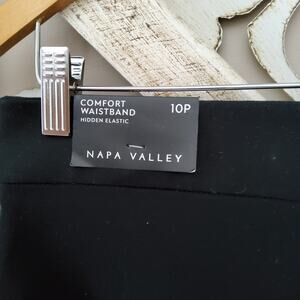 COMFORT
WAISTBAND
10P
HIDDEN ELASTIC
NAPA VALLEY